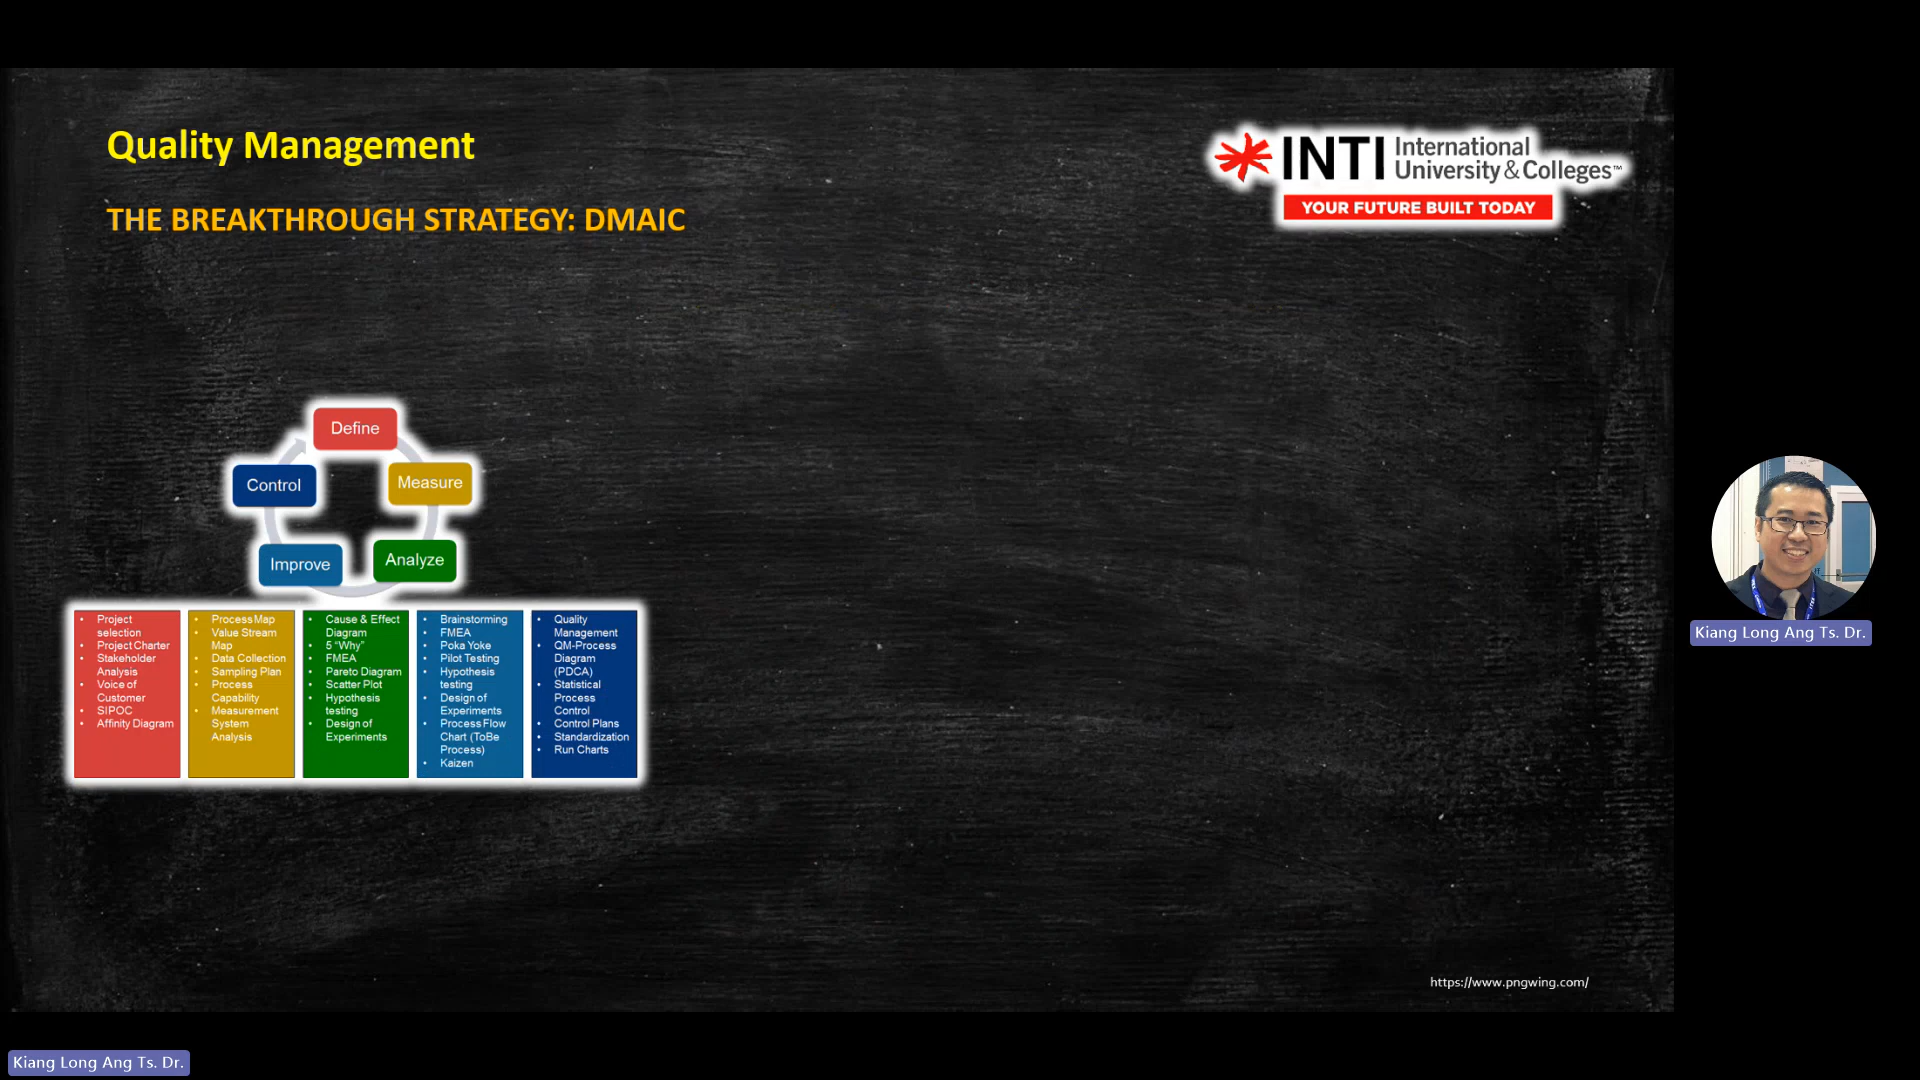 Quality Management
THE BREAKTHROUGH STRATEGY: DMAIC
INTI International
University & Colleges™
YOUR FUTURE BUILT TODAY
Define
Measure
Analyze
Improve
Control
• Project
selection
• Project Charter
• Stakeholder
Analysis
• Voice of
Customer
• SIPOC
• Affinity Diagram
• Process Map
• Value Stream
Map
• Data Collection
• Sampling Plan
• Process
Capability
• Measurement
System
Analysis
• Cause & Effect
Diagram
• 5 “Why”
• FMEA
• Pareto Diagram
• Scatter Plot
• Hypothesis
testing
• Design of
Experiments
• Brainstorming
• FMEA
• Poka Yoke
• Pilot Testing
• Hypothesis
testing
• Design of
Experiments
• Process Flow
Chart (ToBe
Process)
• Kaizen
• Quality
Management
• QM-Process
Diagram
(PDCA)
• Statistical
Process
Control
• Control Plans
• Standardization
• Run Charts
https://www.pngwing.com/
Kiang Long Ang Ts. Dr.
Kiang Long Ang Ts. Dr.